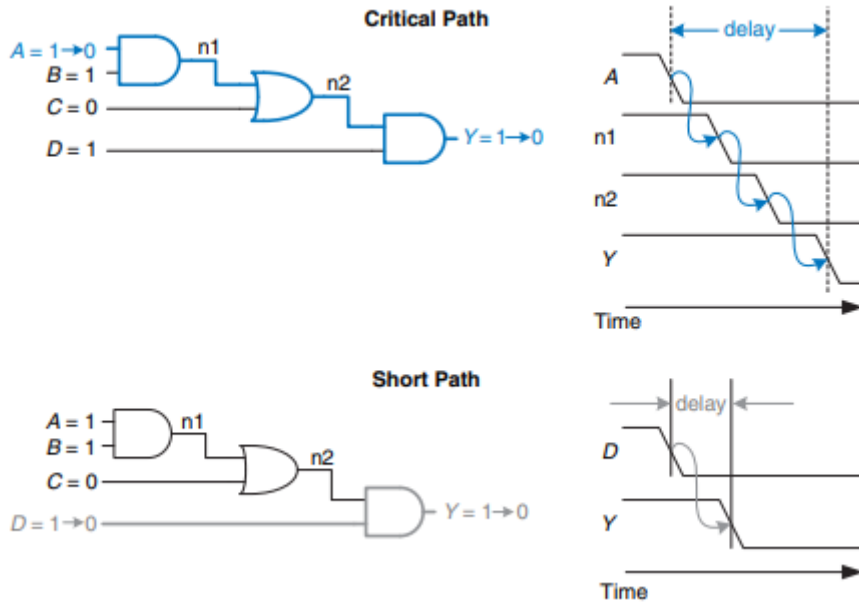 Critical Path
A = 1→0
B = 1
C = 0
D = 1
n1
n2
Y = 1→0
delay
A
n1
n2
Y
Time
Short Path
A = 1
B = 1
C = 0
D = 1→0
n1
n2
Y = 1→0
delay
D
Y
Time